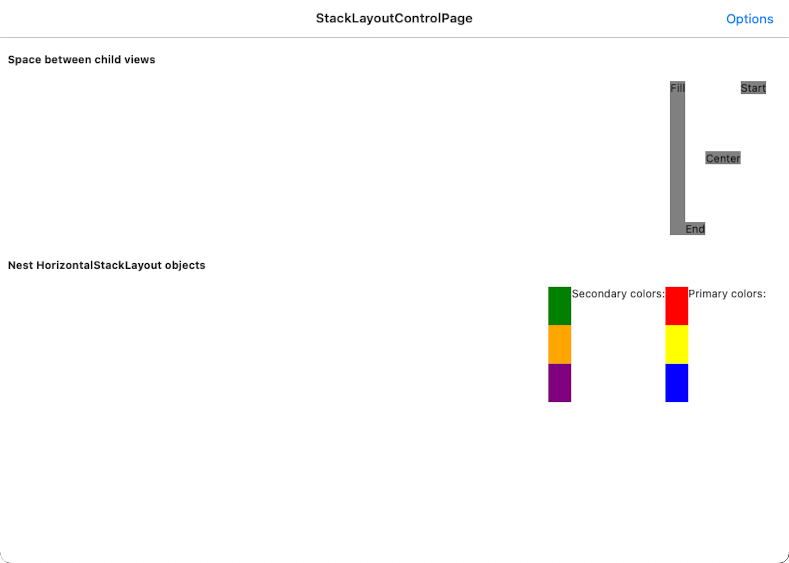 StackLayoutControlPage
Options
Space between child views
Fill
Start
Center
End
Nest HorizontalStackLayout objects
Secondary colors:
Primary colors: